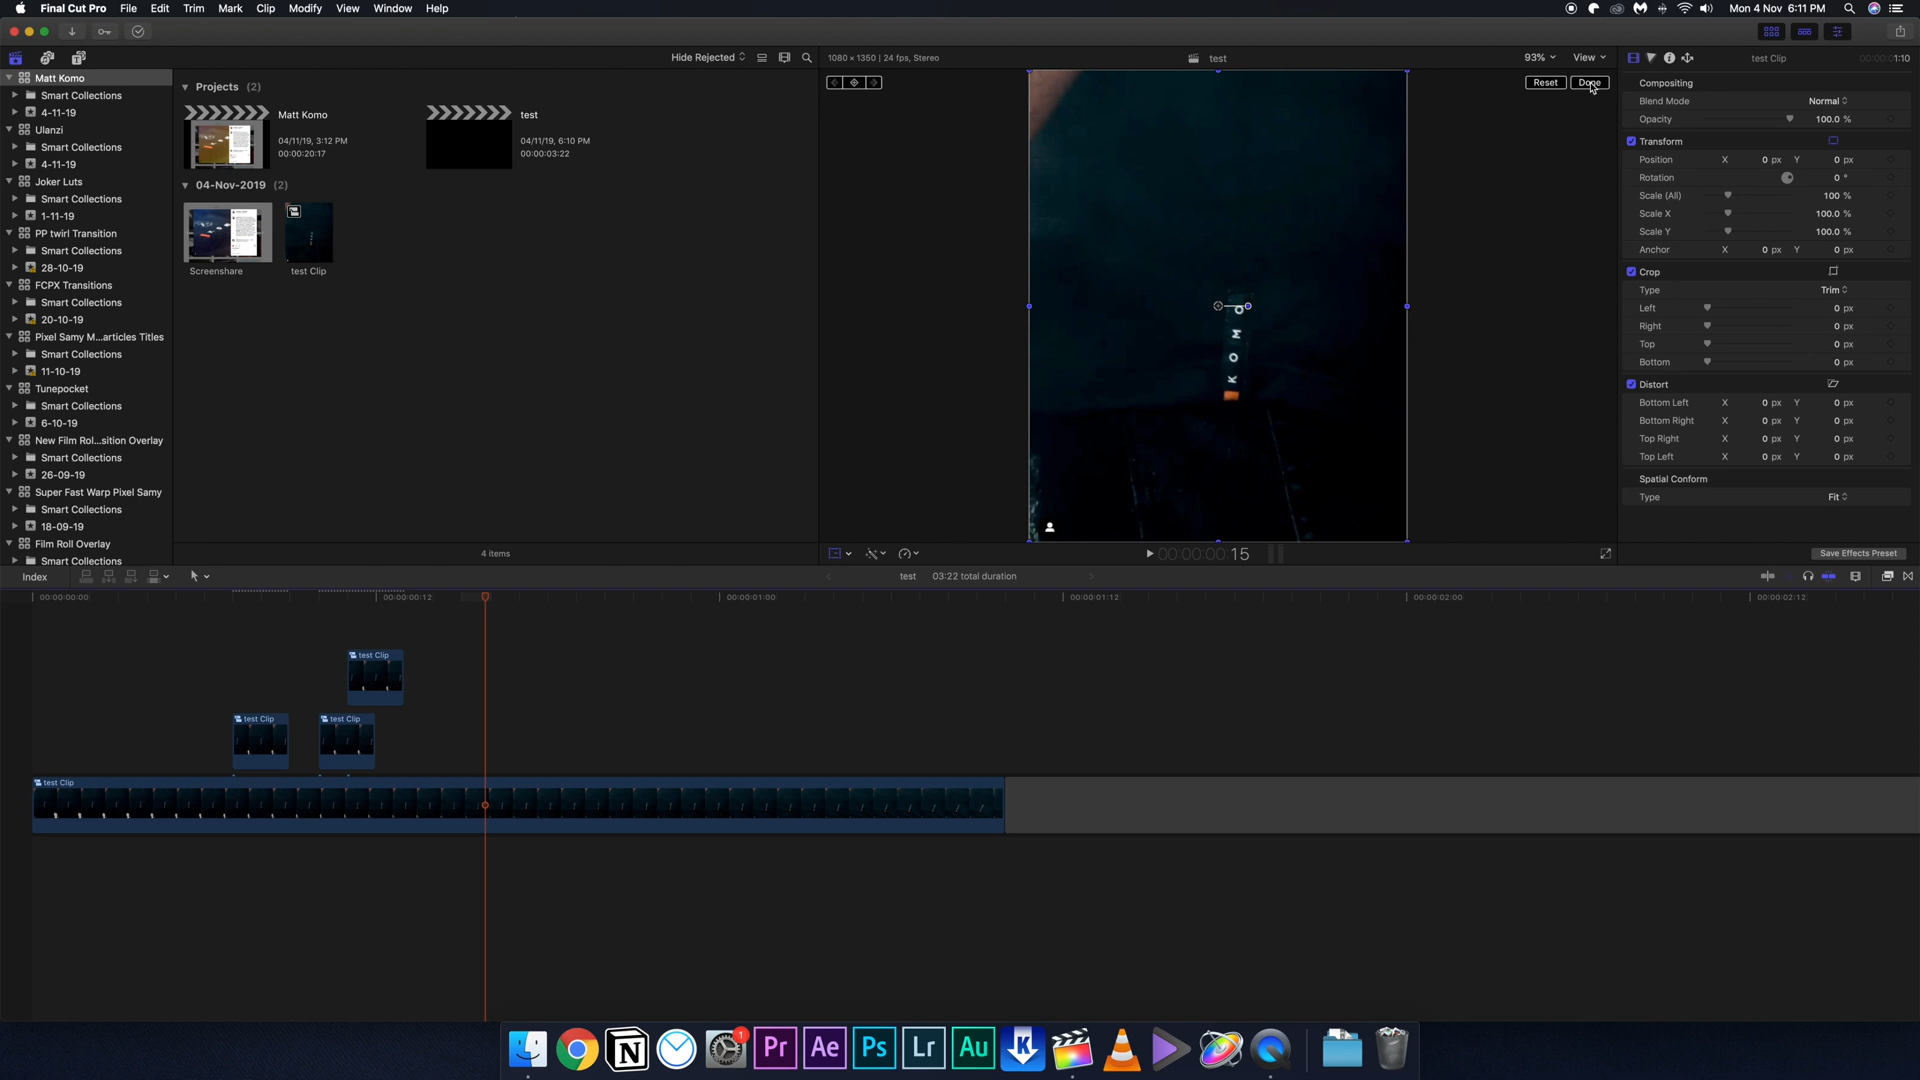 Final Cut Pro File Edit Trim Mark Clip Modify View Window Help Mon 4 Nov 6:11 PM
Hide Rejected 1080 × 1350 | 24 fps, Stereo test 93% View test Clip 00:00:01:10
Matt Komo
Smart Collections
4-11-19
Ulanzi
Smart Collections
4-11-19
Joker Luts
Smart Collections
1-11-19
PP twirl Transition
Smart Collections
28-10-19
FCPX Transitions
Smart Collections
20-10-19
Pixel Samy M...articles Titles
Smart Collections
11-10-19
Tunepocket
Smart Collections
6-10-19
New Film Rol...sition Overlay
Smart Collections
26-09-19
Super Fast Warp Pixel Samy
Smart Collections
18-09-19
Film Roll Overlay
Smart Collections
Projects (2)
Matt Komo
04/11/19, 3:12 PM
00:00:20:17
test
04/11/19, 6:10 PM
00:00:03:22
04-Nov-2019 (2)
Screenshare
test Clip
4 items
Reset Done
KOMO
00:00:00:15
Compositing
Blend Mode Normal
Opacity 100.0 %
Transform
Position X 0 px Y 0 px
Rotation 0 °
Scale (All) 100 %
Scale X 100.0 %
Scale Y 100.0 %
Anchor X 0 px Y 0 px
Crop
Type Trim
Left 0 px
Right 0 px
Top 0 px
Bottom 0 px
Distort
Bottom Left X 0 px Y 0 px
Bottom Right X 0 px Y 0 px
Top Right X 0 px Y 0 px
Top Left X 0 px Y 0 px
Spatial Conform
Type Fit
Save Effects Preset
Index test 03:22 total duration
00:00:00:00 00:00:00:12 00:00:01:00 00:00:01:12 00:00:02:00 00:00:02:12
test Clip
test Clip
test Clip
test Clip
N 1 Pr Ae Ps Lr Au K